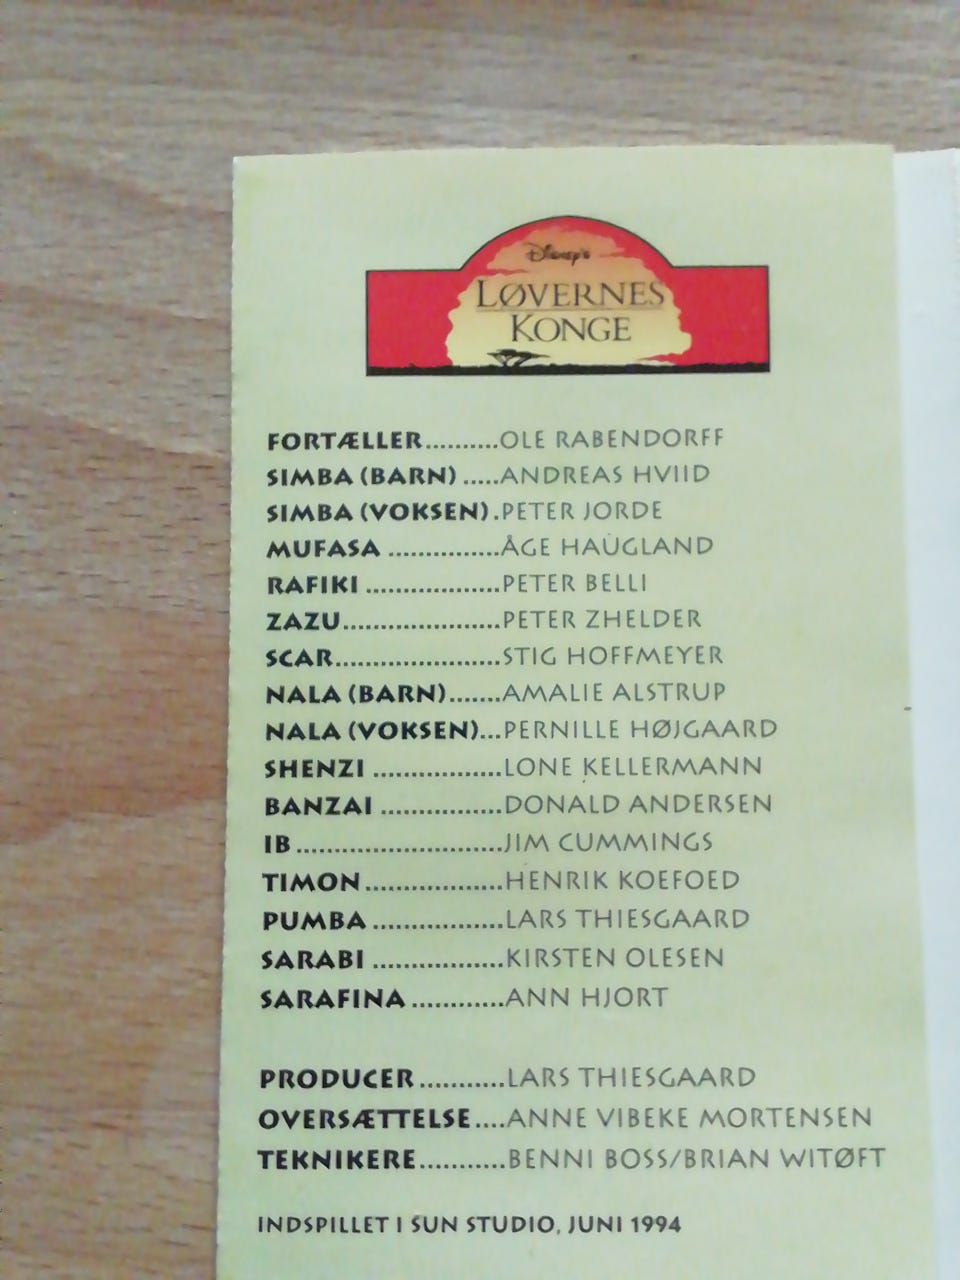 Disney's
LØVERNES
KONGE
FORTÆLLER..........OLE RABENDORFF
SIMBA (BARN) .....ANDREAS HVIID
SIMBA (VOKSEN).PETER JORDE
MUFASA ...............ÅGE HAUGLAND
RAFIKI ..................PETER BELLI
ZAZU.....................PETER ZHELDER
SCAR......................STIG HOFFMEYER
NALA (BARN).......AMALIE ALSTRUP
NALA (VOKSEN)...PERNILLE HØJGAARD
SHENZI .................LONE KELLERMANN
BANZAI ................DONALD ANDERSEN
IB...........................JIM CUMMINGS
TIMON..................HENRIK KOEFOED
PUMBA .................LARS THIESGAARD
SARABI .................KIRSTEN OLESEN
SARAFINA ............ANN HJORT
PRODUCER...........LARS THIESGAARD
OVERSÆTTELSE....ANNE VIBEKE MORTENSEN
TEKNIKERE...........BENNI BOSS/BRIAN WITØFT
INDSPILLET I SUN STUDIO, JUNI 1994